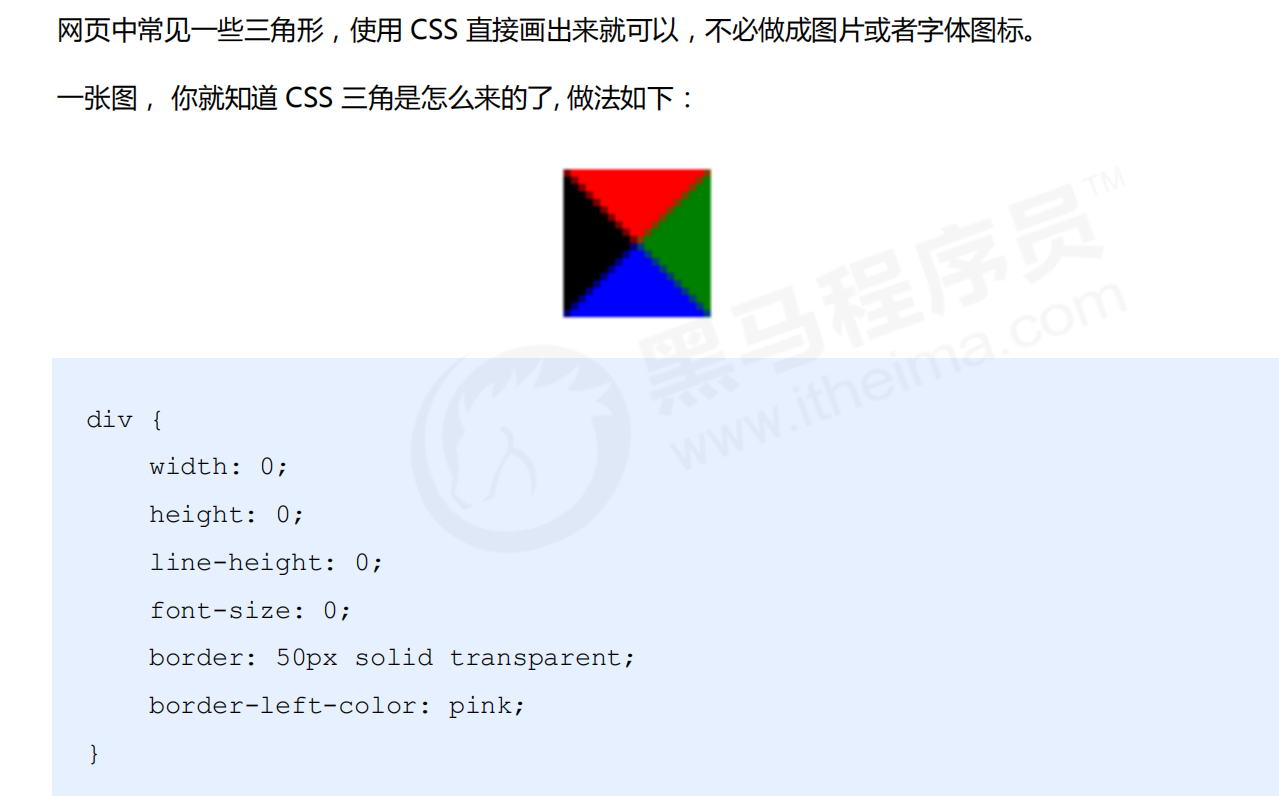 网页中常见一些三角形，使用 CSS 直接画出来就可以，不必做成图片或者字体图标。
一张图， 你就知道 CSS 三角是怎么来的了, 做法如下：
黑马程序员™
www.itheima.com
div {
    width: 0;
    height: 0;
    line-height: 0;
    font-size: 0;
    border: 50px solid transparent;
    border-left-color: pink;
}